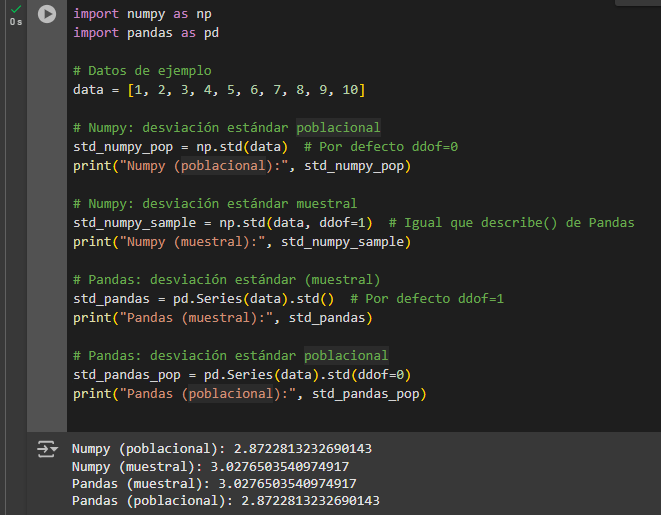 0 s
import numpy as np
import pandas as pd
# Datos de ejemplo
data = [1, 2, 3, 4, 5, 6, 7, 8, 9, 10]
# Numpy: desviación estándar poblacional
std_numpy_pop = np.std(data)  # Por defecto ddof=0
print("Numpy (poblacional):", std_numpy_pop)
# Numpy: desviación estándar muestral
std_numpy_sample = np.std(data, ddof=1)  # Igual que describe() de Pandas
print("Numpy (muestral):", std_numpy_sample)
# Pandas: desviación estándar (muestral)
std_pandas = pd.Series(data).std()  # Por defecto ddof=1
print("Pandas (muestral):", std_pandas)
# Pandas: desviación estándar poblacional
std_pandas_pop = pd.Series(data).std(ddof=0)
print("Pandas (poblacional):", std_pandas_pop)
Numpy (poblacional): 2.8722813232690143
Numpy (muestral): 3.0276503540974917
Pandas (muestral): 3.0276503540974917
Pandas (poblacional): 2.8722813232690143